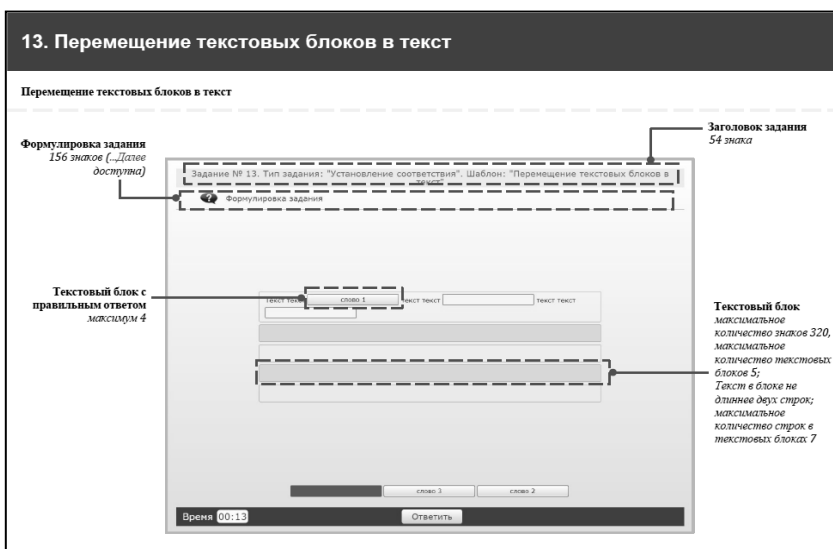 13. Перемещение текстовых блоков в текст
Перемещение текстовых блоков в текст
Формулировка задания
156 знаков (...Далее
доступна)
Заголовок задания
54 знака
Задание № 13. Тип задания: "Установление соответствия". Шаблон: "Перемещение текстовых блоков в
текст"
Формулировка задания
Текстовый блок с
правильным ответом
максимум 4
текст текст слово 1 текст текст текст текст
Текстовый блок
максимальное
количество знаков 320,
максимальное
количество текстовых
блоков 5;
Текст в блоке не
длиннее двух строк;
максимальное
количество строк в
текстовых блоках 7
слово 3 слово 2
Время 00:13 Ответить